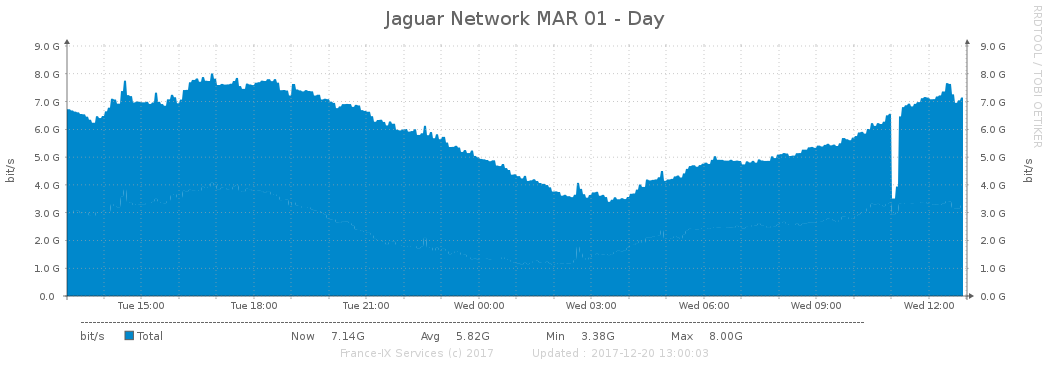 Jaguar Network MAR 01 - Day
RRDTOOL / TOBI OETIKER
bit/s
9.0 G
8.0 G
7.0 G
6.0 G
5.0 G
4.0 G
3.0 G
2.0 G
1.0 G
0.0
9.0 G
8.0 G
7.0 G
6.0 G
5.0 G
4.0 G
3.0 G
2.0 G
1.0 G
0.0 G
bit/s
Tue 15:00 Tue 18:00 Tue 21:00 Wed 00:00 Wed 03:00 Wed 06:00 Wed 09:00 Wed 12:00
bit/s Total Now 7.14G Avg 5.82G Min 3.38G Max 8.00G
France-IX Services (c) 2017 Updated : 2017-12-20 13:00:03